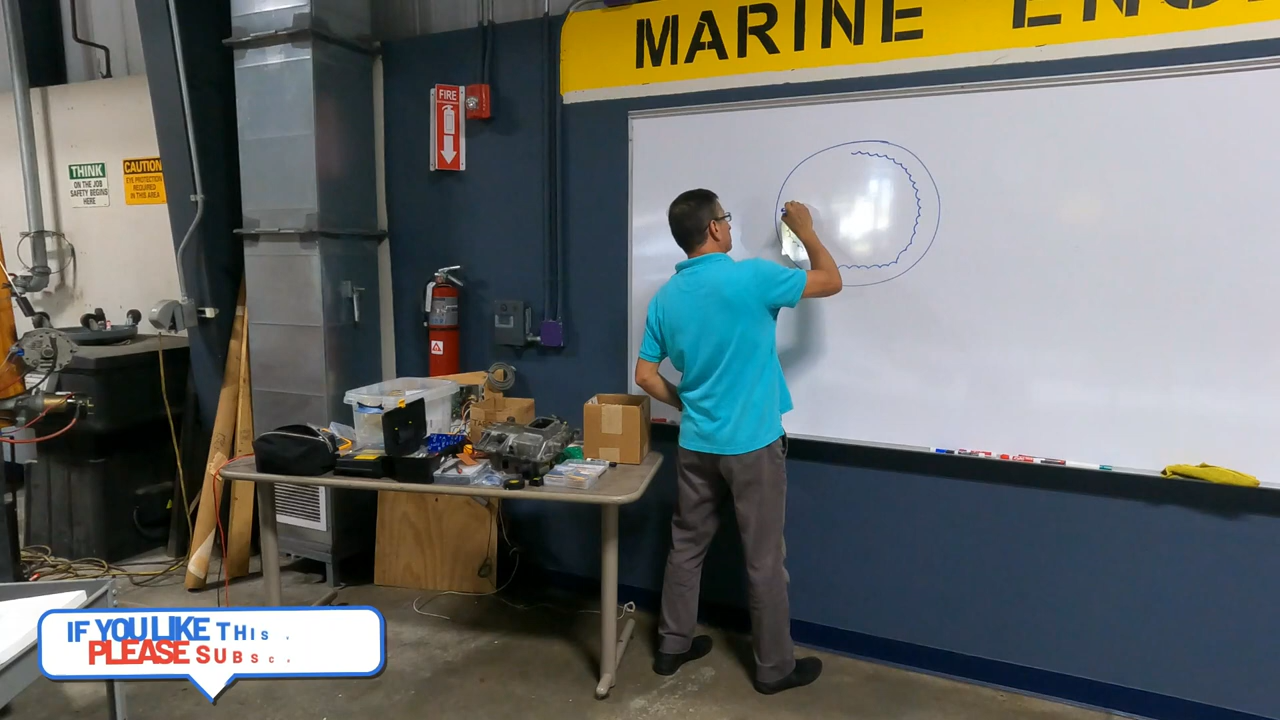 MARINE
FIRE
THINK
ON THE JOB
SAFETY BEGINS
HERE
CAUTION
EYE PROTECTION
REQUIRED
IN THIS AREA
IF YOU LIKE THIS .
PLEASE SUBSC.